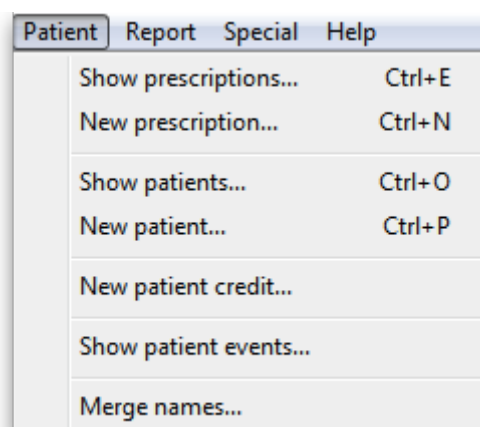 Patient Report Special Help
Show prescriptions... Ctrl+E
New prescription... Ctrl+N
Show patients... Ctrl+O
New patient... Ctrl+P
New patient credit...
Show patient events...
Merge names...